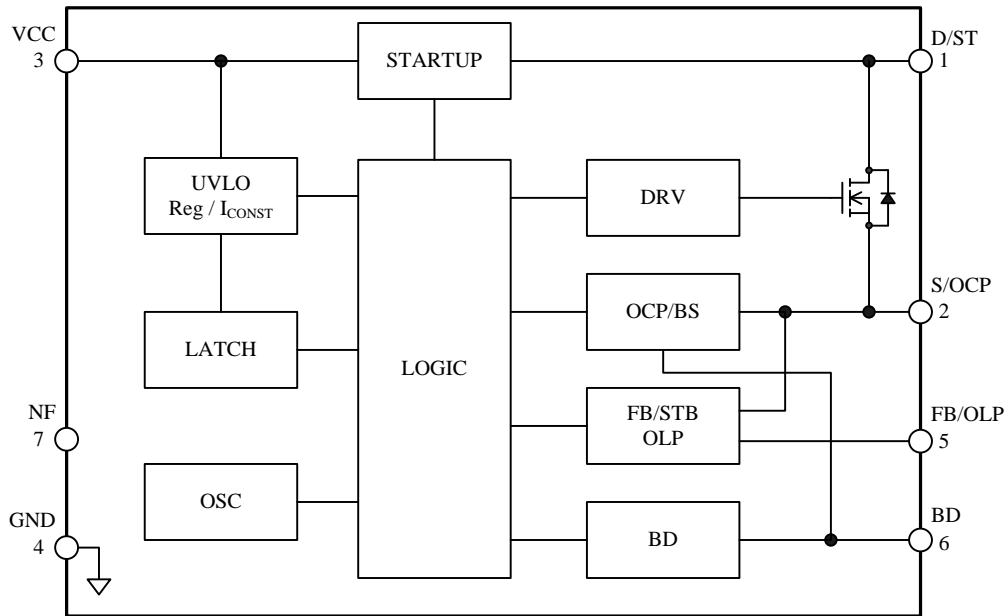 VCC
3
STARTUP
D/ST
1
UVLO
Reg / ICONST
DRV
S/OCP
2
OCP/BS
LATCH
LOGIC
NF
7
FB/STB
OLP
FB/OLP
5
OSC
GND
4
BD
BD
6